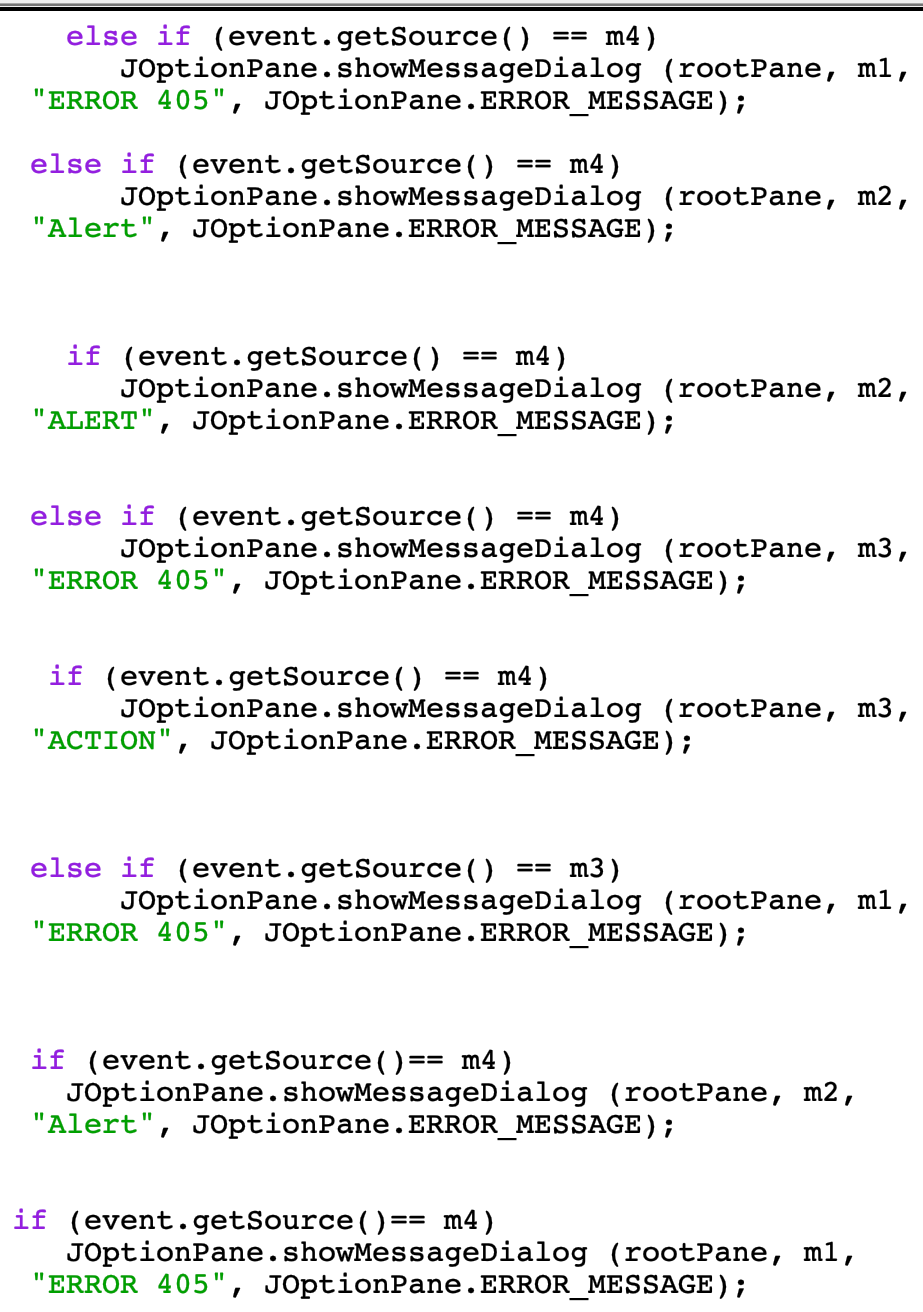 else if (event.getSource() == m4)
JOptionPane.showMessageDialog (rootPane, m1,
"ERROR 405", JOptionPane.ERROR_MESSAGE);
else if (event.getSource() == m4)
JOptionPane.showMessageDialog (rootPane, m2,
"Alert", JOptionPane.ERROR_MESSAGE);
if (event.getSource() == m4)
JOptionPane.showMessageDialog (rootPane, m2,
"ALERT", JOptionPane.ERROR_MESSAGE);
else if (event.getSource() == m4)
JOptionPane.showMessageDialog (rootPane, m3,
"ERROR 405", JOptionPane.ERROR_MESSAGE);
if (event.getSource() == m4)
JOptionPane.showMessageDialog (rootPane, m3,
"ACTION", JOptionPane.ERROR_MESSAGE);
else if (event.getSource() == m3)
JOptionPane.showMessageDialog (rootPane, m1,
"ERROR 405", JOptionPane.ERROR_MESSAGE);
if (event.getSource()== m4)
JOptionPane.showMessageDialog (rootPane, m2,
"Alert", JOptionPane.ERROR_MESSAGE);
if (event.getSource()== m4)
JOptionPane.showMessageDialog (rootPane, m1,
"ERROR 405", JOptionPane.ERROR_MESSAGE);